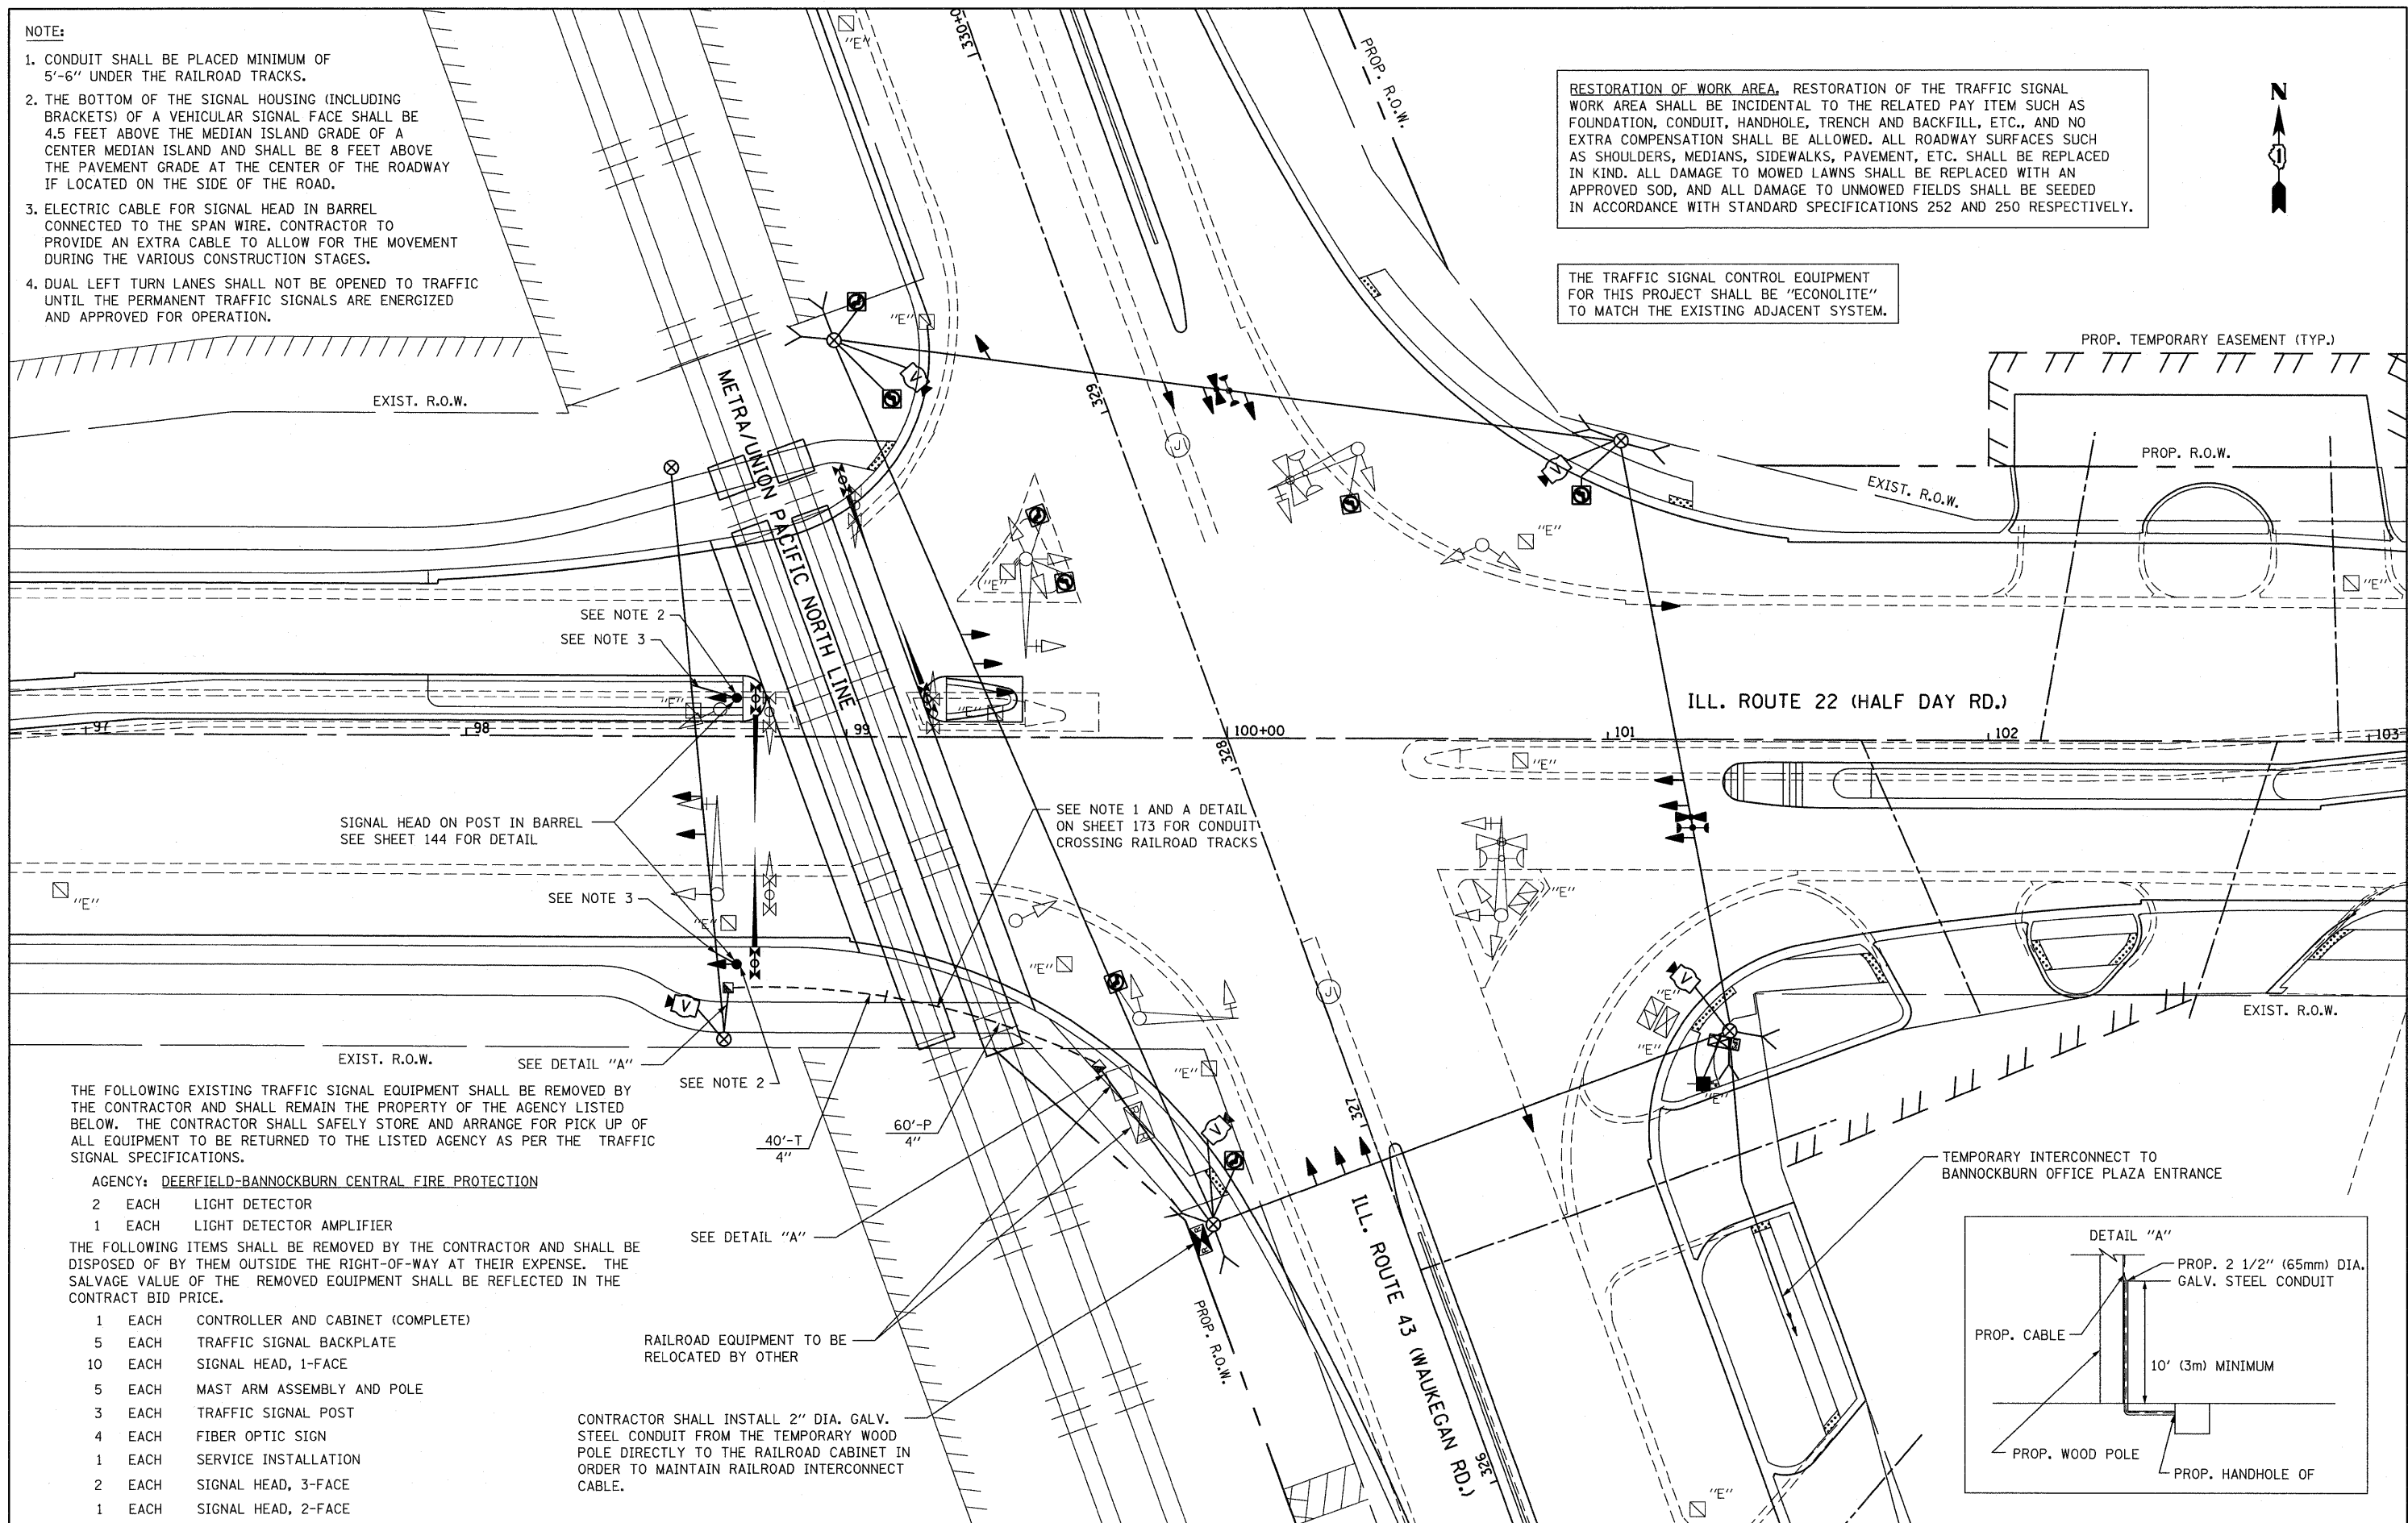 NOTE:
1. CONDUIT SHALL BE PLACED MINIMUM OF
5'-6" UNDER THE RAILROAD TRACKS.
2. THE BOTTOM OF THE SIGNAL HOUSING (INCLUDING
BRACKETS) OF A VEHICULAR SIGNAL FACE SHALL BE
4.5 FEET ABOVE THE MEDIAN ISLAND GRADE OF A
CENTER MEDIAN ISLAND AND SHALL BE 8 FEET ABOVE
THE PAVEMENT GRADE AT THE CENTER OF THE ROADWAY
IF LOCATED ON THE SIDE OF THE ROAD.
3. ELECTRIC CABLE FOR SIGNAL HEAD IN BARREL
CONNECTED TO THE SPAN WIRE. CONTRACTOR TO
PROVIDE AN EXTRA CABLE TO ALLOW FOR THE MOVEMENT
DURING THE VARIOUS CONSTRUCTION STAGES.
4. DUAL LEFT TURN LANES SHALL NOT BE OPENED TO TRAFFIC
UNTIL THE PERMANENT TRAFFIC SIGNALS ARE ENERGIZED
AND APPROVED FOR OPERATION.
"E"
330+0
PROP. R.O.W.
RESTORATION OF WORK AREA. RESTORATION OF THE TRAFFIC SIGNAL
WORK AREA SHALL BE INCIDENTAL TO THE RELATED PAY ITEM SUCH AS
FOUNDATION, CONDUIT, HANDHOLE, TRENCH AND BACKFILL, ETC., AND NO
EXTRA COMPENSATION SHALL BE ALLOWED. ALL ROADWAY SURFACES SUCH
AS SHOULDERS, MEDIANS, SIDEWALKS, PAVEMENT, ETC. SHALL BE REPLACED
IN KIND. ALL DAMAGE TO MOWED LAWNS SHALL BE REPLACED WITH AN
APPROVED SOD, AND ALL DAMAGE TO UNMOWED FIELDS SHALL BE SEEDED
IN ACCORDANCE WITH STANDARD SPECIFICATIONS 252 AND 250 RESPECTIVELY.
N
1
THE TRAFFIC SIGNAL CONTROL EQUIPMENT
FOR THIS PROJECT SHALL BE "ECONOLITE"
TO MATCH THE EXISTING ADJACENT SYSTEM.
PROP. TEMPORARY EASEMENT (TYP.)
"E"
V
EXIST. R.O.W.
329
J
METRA/UNION PACIFIC NORTH LINE
V
PROP. R.O.W.
EXIST. R.O.W.
"E"
"E"
"E"
SEE NOTE 2
SEE NOTE 3
"E"
"E"
ILL. ROUTE 22 (HALF DAY RD.)
97
98
99
100+00
101
102
103
328
"E"
SIGNAL HEAD ON POST IN BARREL
SEE SHEET 144 FOR DETAIL
SEE NOTE 1 AND A DETAIL
ON SHEET 173 FOR CONDUIT
CROSSING RAILROAD TRACKS
"E"
SEE NOTE 3
"E"
"E"
"E"
J
V
V
"E"
"E"
EXIST. R.O.W.
EXIST. R.O.W.
SEE DETAIL "A"
SEE NOTE 2
"E"
"E"
THE FOLLOWING EXISTING TRAFFIC SIGNAL EQUIPMENT SHALL BE REMOVED BY
THE CONTRACTOR AND SHALL REMAIN THE PROPERTY OF THE AGENCY LISTED
BELOW. THE CONTRACTOR SHALL SAFELY STORE AND ARRANGE FOR PICK UP OF
ALL EQUIPMENT TO BE RETURNED TO THE LISTED AGENCY AS PER THE TRAFFIC
SIGNAL SPECIFICATIONS.
40'-T
4"
60'-P
4"
V
327
AGENCY: DEERFIELD-BANNOCKBURN CENTRAL FIRE PROTECTION
2 EACH LIGHT DETECTOR
1 EACH LIGHT DETECTOR AMPLIFIER
TEMPORARY INTERCONNECT TO
BANNOCKBURN OFFICE PLAZA ENTRANCE
SEE DETAIL "A"
THE FOLLOWING ITEMS SHALL BE REMOVED BY THE CONTRACTOR AND SHALL BE
DISPOSED OF BY THEM OUTSIDE THE RIGHT-OF-WAY AT THEIR EXPENSE. THE
SALVAGE VALUE OF THE REMOVED EQUIPMENT SHALL BE REFLECTED IN THE
CONTRACT BID PRICE.
1 EACH CONTROLLER AND CABINET (COMPLETE)
5 EACH TRAFFIC SIGNAL BACKPLATE
10 EACH SIGNAL HEAD, 1-FACE
5 EACH MAST ARM ASSEMBLY AND POLE
3 EACH TRAFFIC SIGNAL POST
4 EACH FIBER OPTIC SIGN
1 EACH SERVICE INSTALLATION
2 EACH SIGNAL HEAD, 3-FACE
1 EACH SIGNAL HEAD, 2-FACE
RAILROAD EQUIPMENT TO BE
RELOCATED BY OTHER
CONTRACTOR SHALL INSTALL 2" DIA. GALV.
STEEL CONDUIT FROM THE TEMPORARY WOOD
POLE DIRECTLY TO THE RAILROAD CABINET IN
ORDER TO MAINTAIN RAILROAD INTERCONNECT
CABLE.
PROP. R.O.W.
ILL. ROUTE 43 (WAUKEGAN RD.)
326
"E"
DETAIL "A"
PROP. 2 1/2" (65mm) DIA.
GALV. STEEL CONDUIT
PROP. CABLE
10' (3m) MINIMUM
PROP. WOOD POLE
PROP. HANDHOLE OF